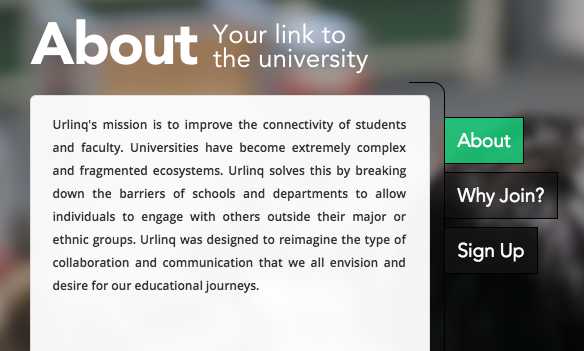 About
Your link to
the university
Urlinq's mission is to improve the connectivity of students
and faculty. Universities have become extremely complex
and fragmented ecosystems. Urlinq solves this by breaking
down the barriers of schools and departments to allow
individuals to engage with others outside their major or
ethnic groups. Urlinq was designed to reimagine the type of
collaboration and communication that we all envision and
desire for our educational journeys.
About
Why Join?
Sign Up